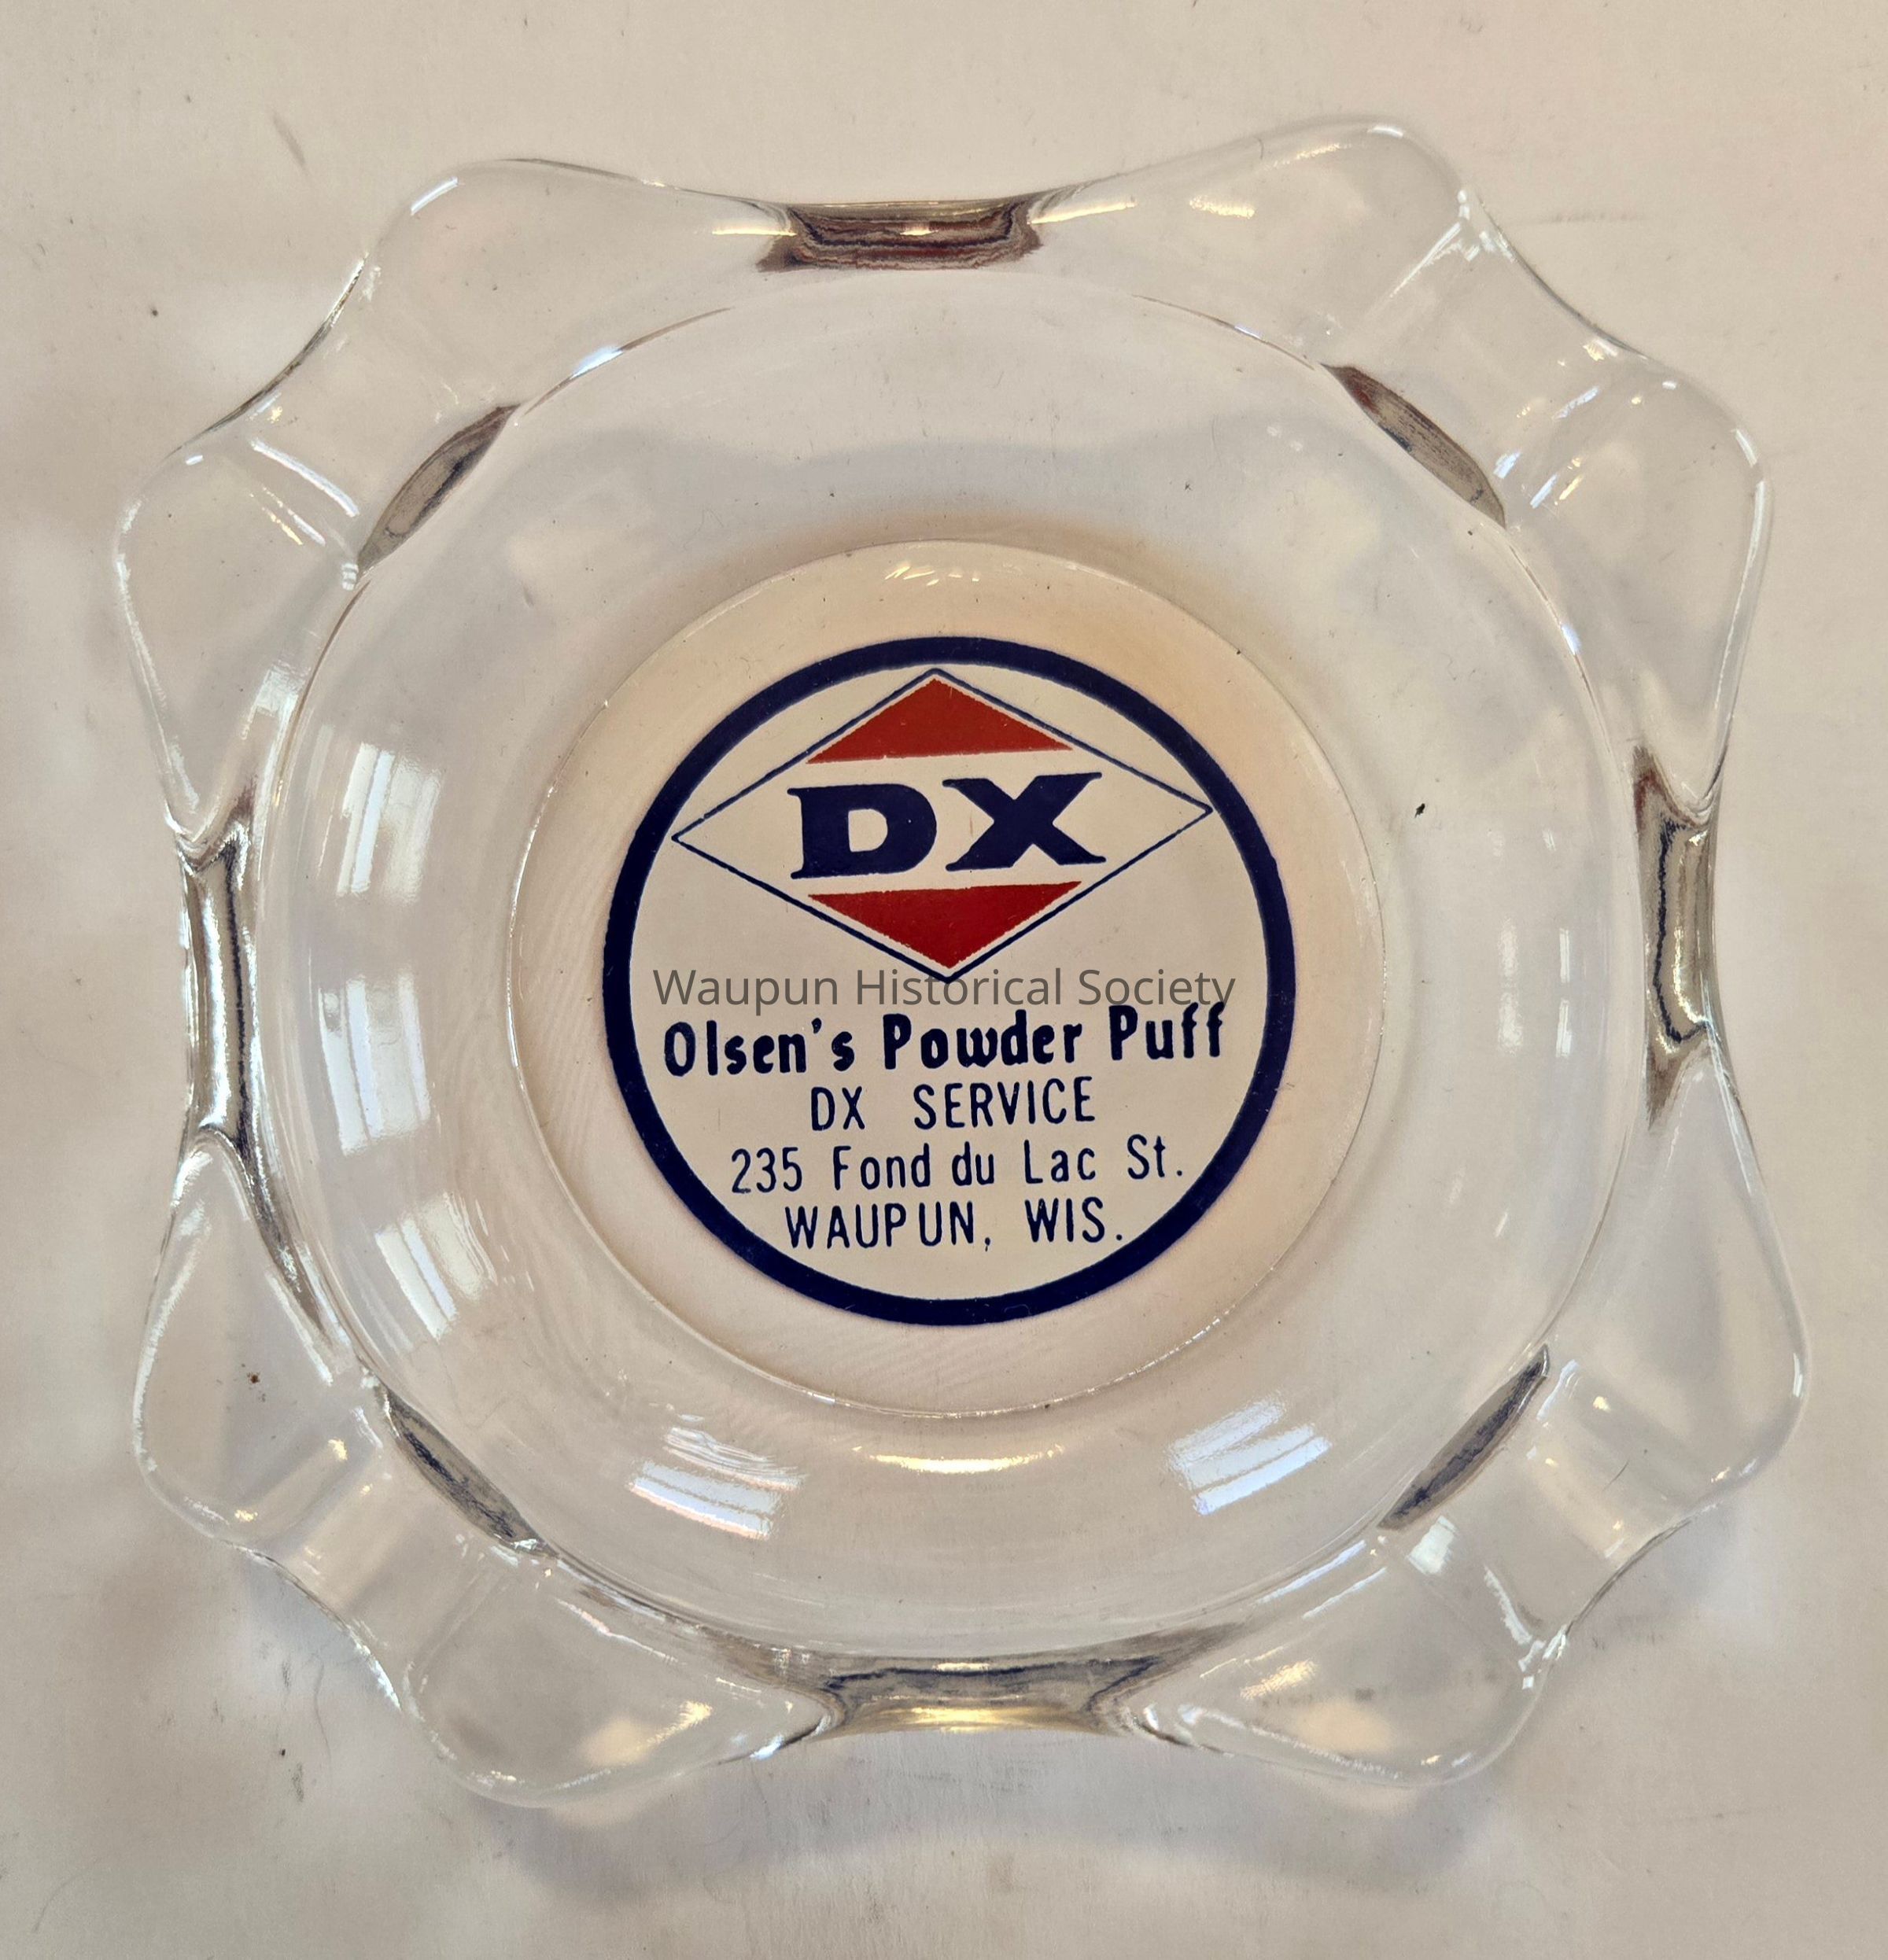 DX
Waupun Historical Society
Olsen's Powder Puff
DX SERVICE
235 Fond du Lac St.
WAUPUN, WIS.